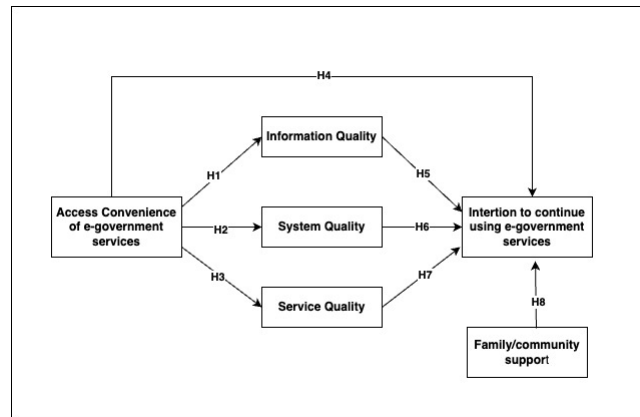 H4
Information Quality
H1
H5
Access Convenience
of e-government
services
H2
System Quality
H6
Intertion to continue
using e-government
services
H3
Service Quality
H7
H8
Family/community
support